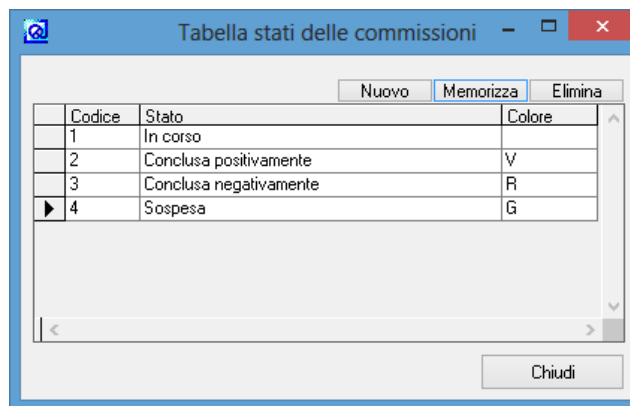 Tabella stati delle commissioni
Nuovo Memorizza Elimina
Codice Stato Colore
1 In corso
2 Conclusa positivamente V
3 Conclusa negativamente R
4 Sospesa G
Chiudi